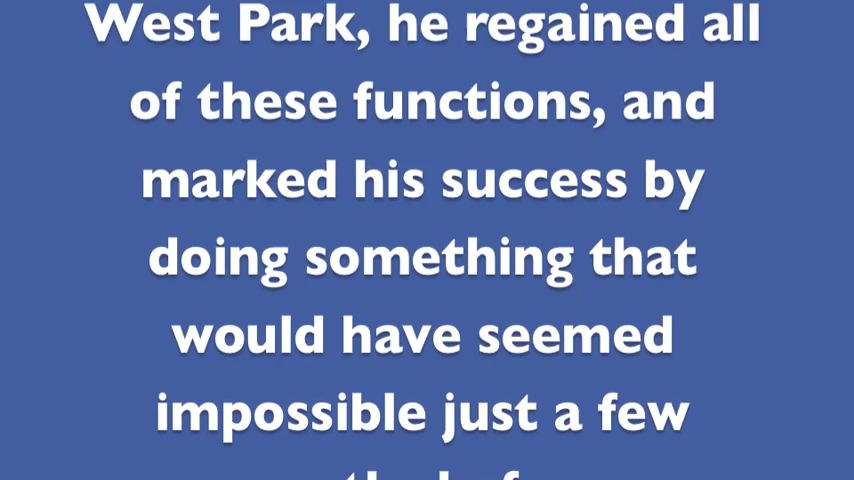 West Park, he regained all
of these functions, and
marked his success by
doing something that
would have seemed
impossible just a few